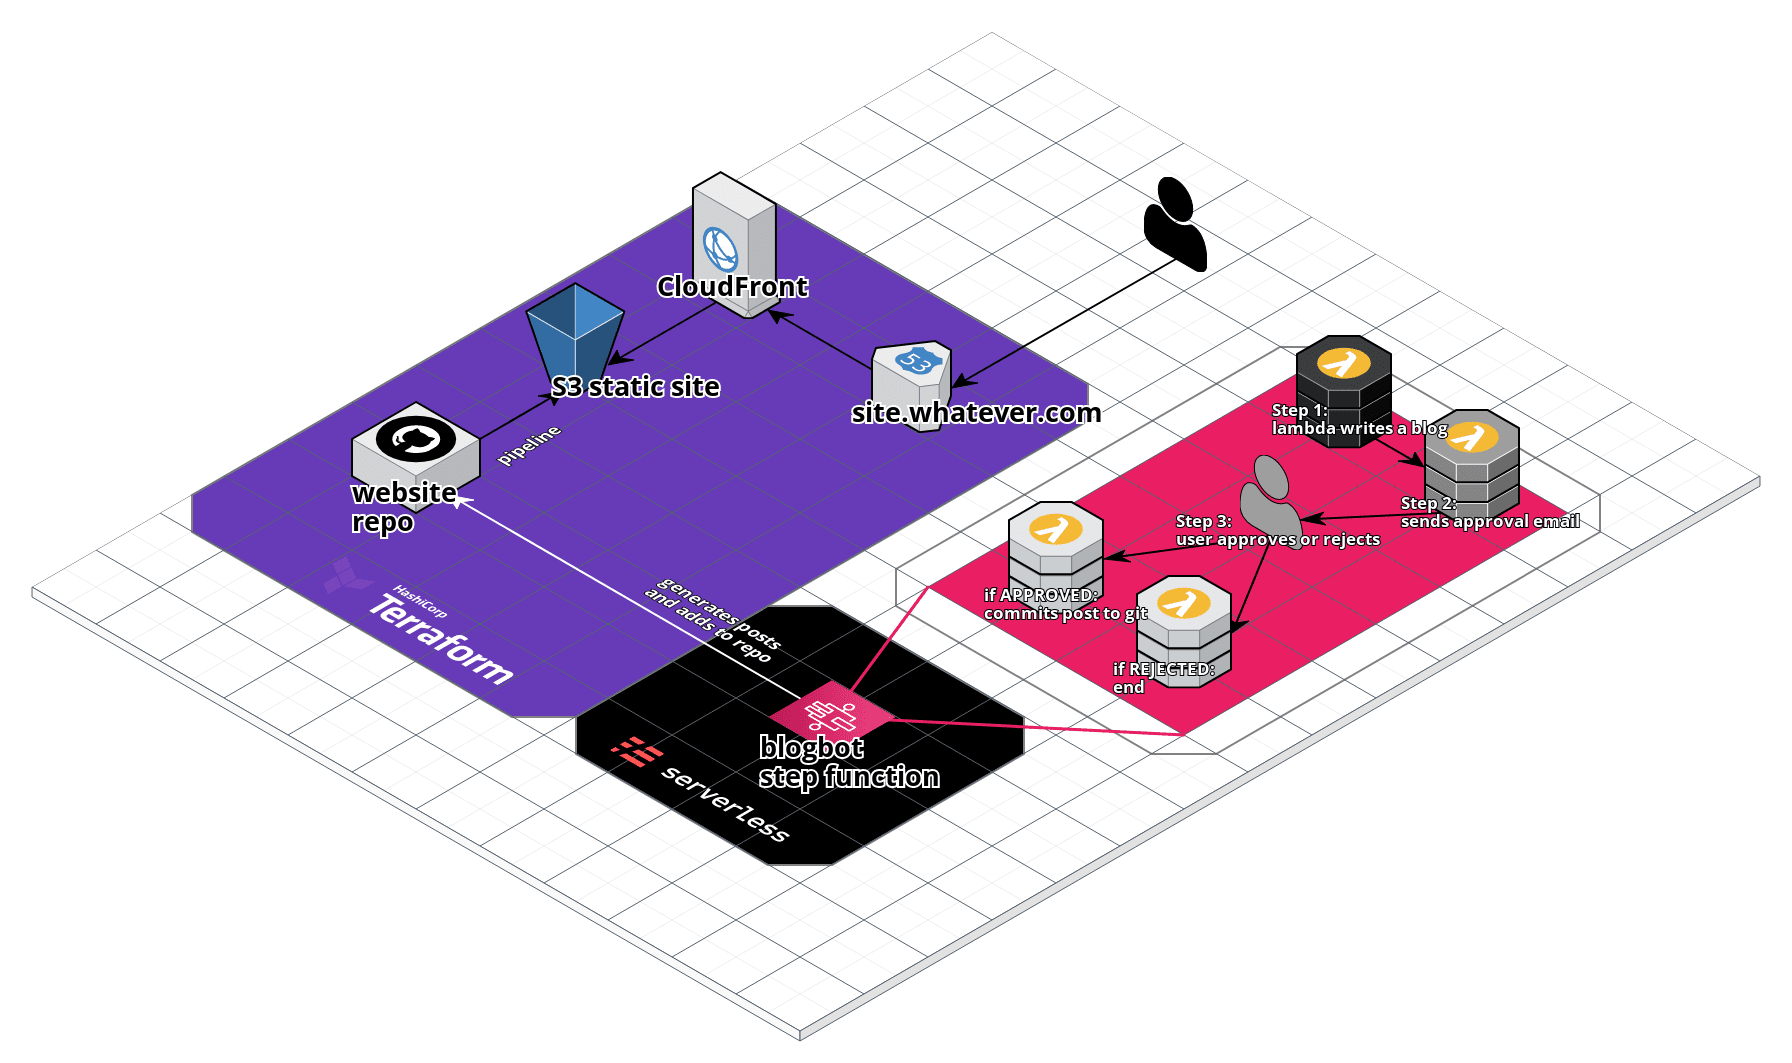 CloudFront
S3 static site
53
site.whatever.com
pipeline
website
repo
Step 1:
lambda writes a blog
Step 2:
sends approval email
Step 3:
user approves or rejects
if APPROVED:
commits post to git
if REJECTED:
end
generates posts
and adds to repo
HashiCorp
Terraform
blogbot
step function
serverless